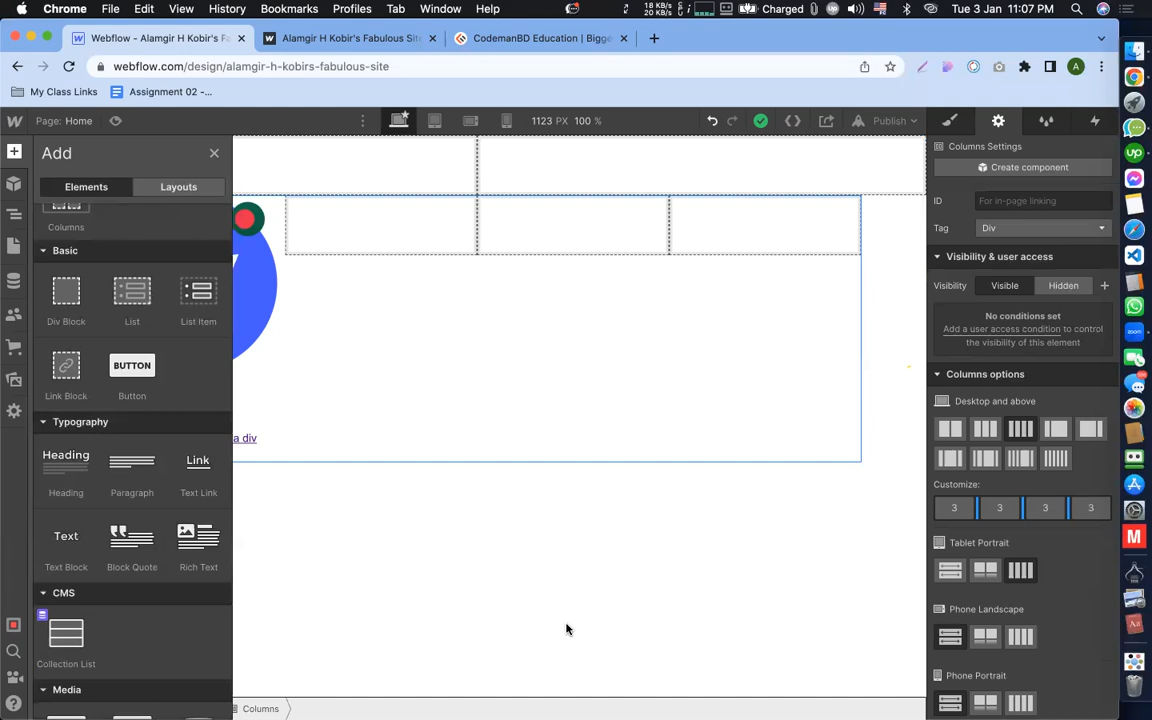 Chrome File Edit View History Bookmarks Profiles Tab Window Help
18 KB/s
20 KB/s
Charged
Tue 3 Jan 11:07 PM
Webflow - Alamgir H Kobir's Fa
Alamgir H Kobir's Fabulous Site
CodemanBD Education | Bigge
webflow.com/design/alamgir-h-kobirs-fabulous-site
A
My Class Links
Assignment 02 -...
Page: Home
1123 PX 100 %
Publish
Add
Elements Layouts
Columns
Basic
Div Block List List Item
BUTTON
Link Block Button
Typography
Heading Link
Heading Paragraph Text Link
Text
Text Block Block Quote Rich Text
CMS
Collection List
Media
a div
Columns
Columns Settings
Create component
ID For in-page linking
Tag Div
Visibility & user access
Visibility Visible Hidden
No conditions set
Add a user access condition to control
the visibility of this element
Columns options
Desktop and above
Customize:
3 3 3 3
Tablet Portrait
Phone Landscape
Phone Portrait